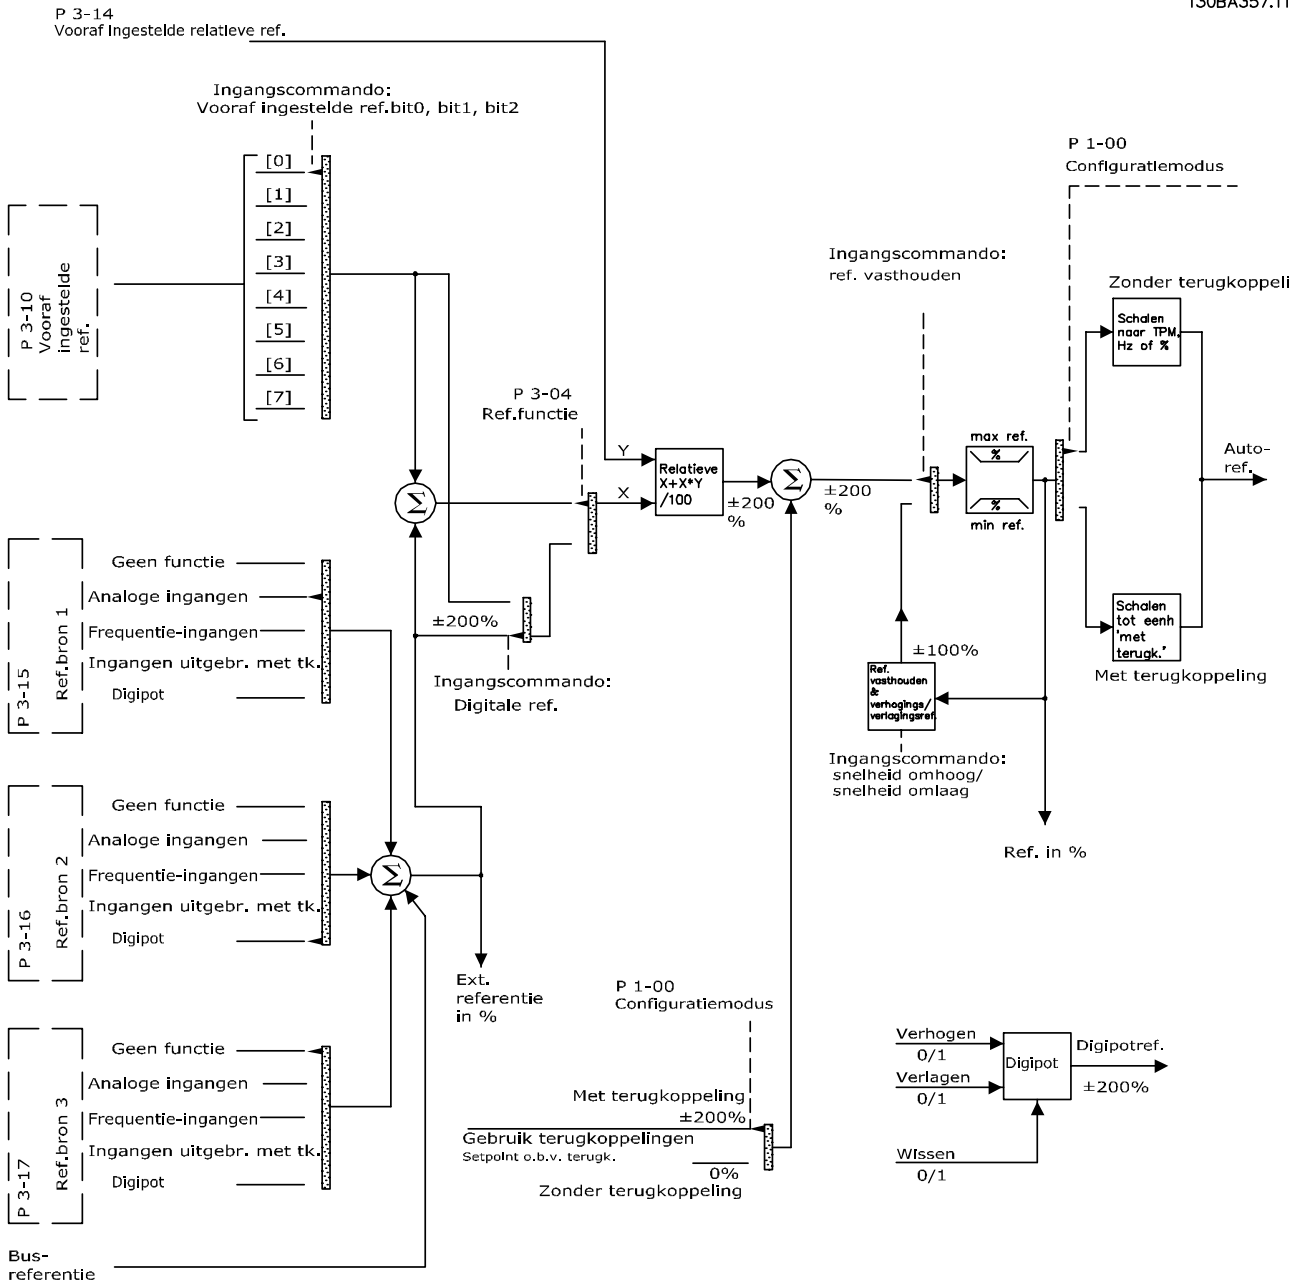 130BA357.11
P 3-14
Vooraf ingestelde relatieve ref.
Ingangscommando:
Vooraf ingestelde ref.bit0, bit1, bit2
[0]
[1]
[2]
[3]
[4]
[5]
[6]
[7]
P 3-10
Vooraf
ingestelde
ref.
P 1-00
Configuratiemodus
Ingangscommando:
ref. vasthouden
Zonder terugkoppeli
Schalen
naar TPM,
Hz of %
P 3-04
Ref.functie
Y
X
Relatieve
X+X*Y
/100
±200
%
Σ
±200
%
max ref.
%
%
min ref.
Auto-
ref.
Σ
P 3-15
Ref.bron 1
Geen functie
Analoge ingangen
Frequentie-ingangen
Ingangen uitgebr. met tk.
Digipot
±200%
Ingangscommando:
Digitale ref.
Schalen
tot eenh
'met
terugk.'
Met terugkoppeling
±100%
Ref.
vasthouden
&
verhogings/
verlagingsref.
Ingangscommando:
snelheid omhoog/
snelheid omlaag
Ref. in %
P 3-16
Ref.bron 2
Geen functie
Analoge ingangen
Frequentie-ingangen
Ingangen uitgebr. met tk.
Digipot
Σ
Ext.
referentie
in %
P 1-00
Configuratiemodus
Met terugkoppeling
±200%
Gebruik terugkoppelingen
Setpoint o.b.v. terugk.
0%
Zonder terugkoppeling
Verhogen
0/1
Verlagen
0/1
Wissen
0/1
Digipot
Digipotref.
±200%
P 3-17
Ref.bron 3
Geen functie
Analoge ingangen
Frequentie-ingangen
Ingangen uitgebr. met tk.
Digipot
Bus-
referentie